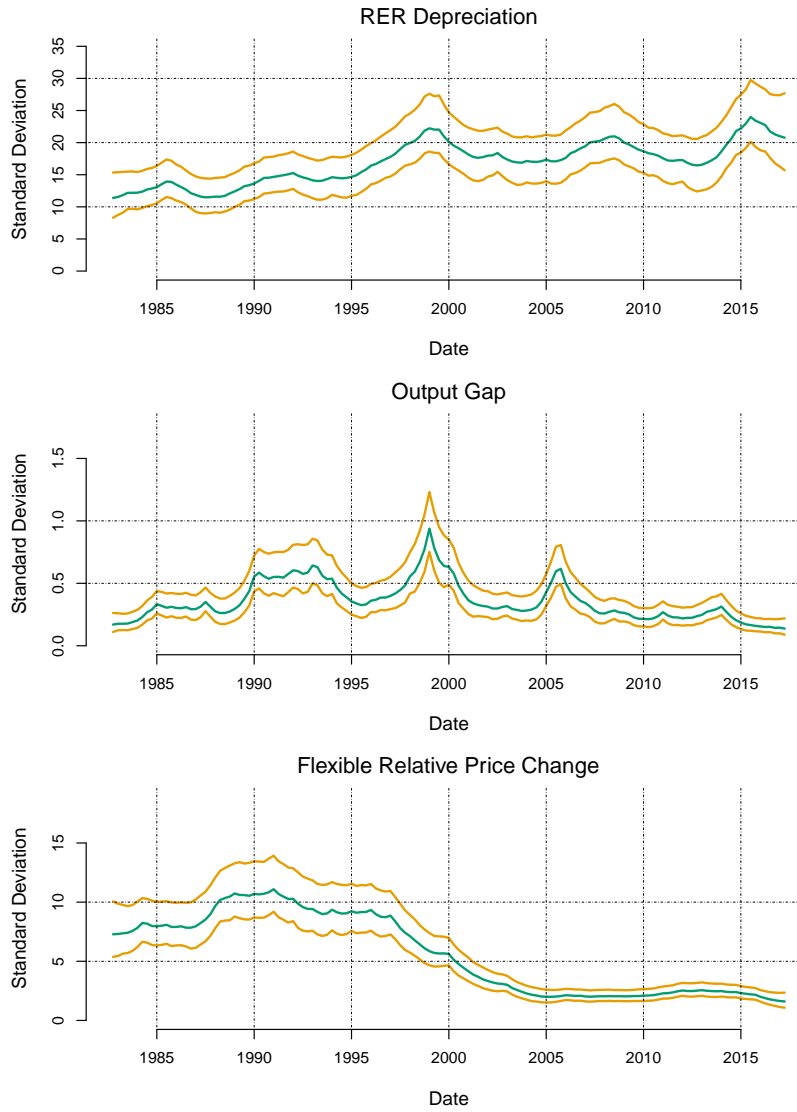 RER Depreciation
Standard Deviation
35
30
25
20
15
10
5
0
1985 1990 1995 2000 2005 2010 2015
Date
Output Gap
Standard Deviation
1.5
1.0
0.5
0.0
1985 1990 1995 2000 2005 2010 2015
Date
Flexible Relative Price Change
Standard Deviation
15
10
5
0
1985 1990 1995 2000 2005 2010 2015
Date